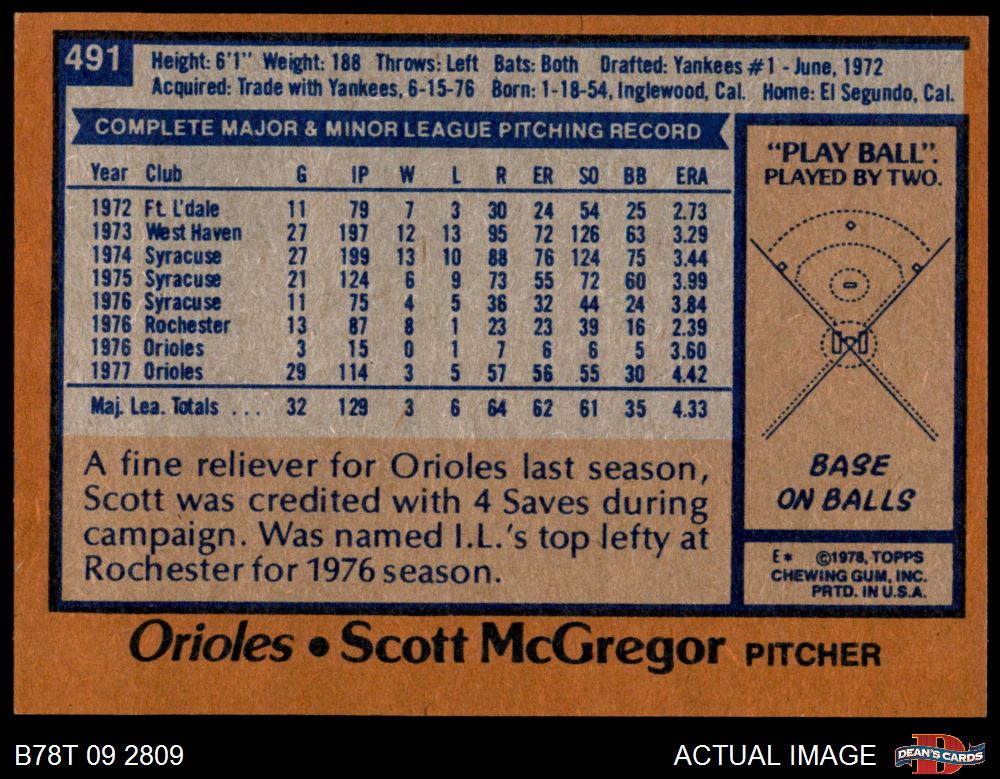 491
Height: 6'1" Weight: 188 Throws: Left Bats: Both Drafted: Yankees #1 - June, 1972
Acquired: Trade with Yankees, 6-15-76 Born: 1-18-54, Inglewood, Cal. Home: El Segundo, Cal.
COMPLETE MAJOR & MINOR LEAGUE PITCHING RECORD
Year Club G IP W L R ER SO BB ERA
1972 Ft. L'dale 11 79 7 3 30 24 54 25 2.73
1973 West Haven 27 197 12 13 95 72 126 63 3.29
1974 Syracuse 27 199 13 10 88 76 124 75 3.44
1975 Syracuse 21 124 6 9 73 55 72 60 3.99
1976 Syracuse 11 75 4 5 36 32 44 24 3.84
1976 Rochester 13 87 8 1 23 23 39 16 2.39
1976 Orioles 3 15 0 1 7 6 6 5 3.60
1977 Orioles 29 114 3 5 57 56 55 30 4.42
Maj. Lea. Totals ... 32 129 3 6 64 62 61 35 4.33
A fine reliever for Orioles last season,
Scott was credited with 4 Saves during
campaign. Was named I.L.'s top lefty at
Rochester for 1976 season.
"PLAY BALL".
PLAYED BY TWO.
BASE
ON BALLS
E* ©1978, TOPPS
CHEWING GUM, INC.
PRTD. IN U.S.A.
Orioles • Scott McGregor PITCHER
B78T 09 2809
ACTUAL IMAGE
D
DEAN'S CARDS